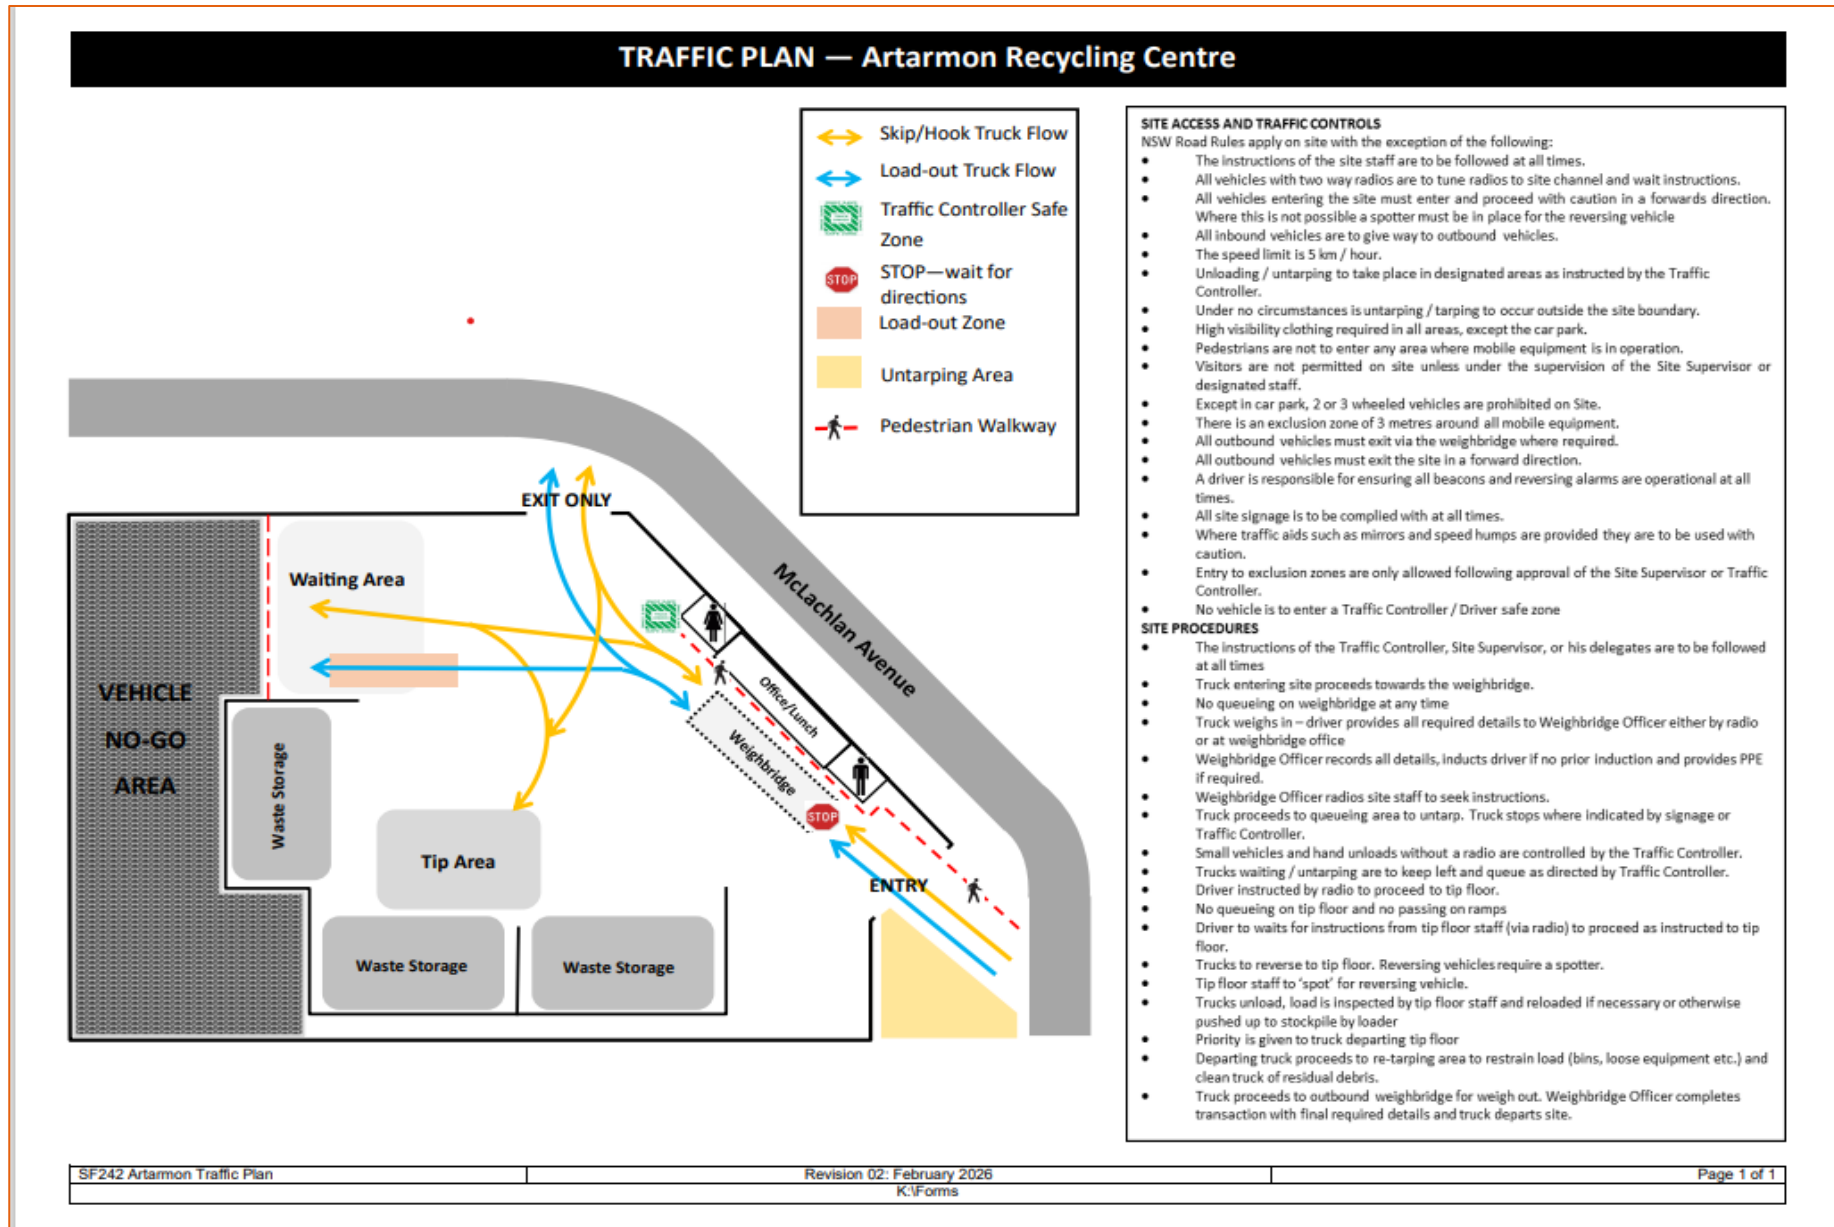 TRAFFIC PLAN — Artarmon Recycling Centre
Skip/Hook Truck Flow
Load-out Truck Flow
Traffic Controller Safe
Zone
STOP
STOP—wait for
directions
Load-out Zone
Untarping Area
Pedestrian Walkway
EXIT ONLY
McLachlan Avenue
Waiting Area
Office/Lunch
Weighbridge
STOP
VEHICLE
NO-GO
AREA
Waste Storage
Tip Area
ENTRY
Waste Storage
Waste Storage
SITE ACCESS AND TRAFFIC CONTROLS
NSW Road Rules apply on site with the exception of the following:
• The instructions of the site staff are to be followed at all times.
• All vehicles with two way radios are to tune radios to site channel and wait instructions.
• All vehicles entering the site must enter and proceed with caution in a forwards direction.
Where this is not possible a spotter must be in place for the reversing vehicle
• All inbound vehicles are to give way to outbound vehicles.
• The speed limit is 5 km / hour.
• Unloading / untarping to take place in designated areas as instructed by the Traffic
Controller.
• Under no circumstances is untarping / tarping to occur outside the site boundary.
• High visibility clothing required in all areas, except the car park.
• Pedestrians are not to enter any area where mobile equipment is in operation.
• Visitors are not permitted on site unless under the supervision of the Site Supervisor or
designated staff.
• Except in car park, 2 or 3 wheeled vehicles are prohibited on Site.
• There is an exclusion zone of 3 metres around all mobile equipment.
• All outbound vehicles must exit via the weighbridge where required.
• All outbound vehicles must exit the site in a forward direction.
• A driver is responsible for ensuring all beacons and reversing alarms are operational at all
times.
• All site signage is to be complied with at all times.
• Where traffic aids such as mirrors and speed humps are provided they are to be used with
caution.
• Entry to exclusion zones are only allowed following approval of the Site Supervisor or Traffic
Controller.
• No vehicle is to enter a Traffic Controller / Driver safe zone
SITE PROCEDURES
• The instructions of the Traffic Controller, Site Supervisor, or his delegates are to be followed
at all times
• Truck entering site proceeds towards the weighbridge.
• No queueing on weighbridge at any time
• Truck weighs in – driver provides all required details to Weighbridge Officer either by radio
or at weighbridge office
• Weighbridge Officer records all details, inducts driver if no prior induction and provides PPE
if required.
• Weighbridge Officer radios site staff to seek instructions.
• Truck proceeds to queueing area to untarp. Truck stops where indicated by signage or
Traffic Controller.
• Small vehicles and hand unloads without a radio are controlled by the Traffic Controller.
• Trucks waiting / untarping are to keep left and queue as directed by Traffic Controller.
• Driver instructed by radio to proceed to tip floor.
• No queueing on tip floor and no passing on ramps
• Driver to waits for instructions from tip floor staff (via radio) to proceed as instructed to tip
floor.
• Trucks to reverse to tip floor. Reversing vehicles require a spotter.
• Tip floor staff to ‘spot’ for reversing vehicle.
• Trucks unload, load is inspected by tip floor staff and reloaded if necessary or otherwise
pushed up to stockpile by loader
• Priority is given to truck departing tip floor
• Departing truck proceeds to re-tarping area to restrain load (bins, loose equipment etc.) and
clean truck of residual debris.
• Truck proceeds to outbound weighbridge for weigh out. Weighbridge Officer completes
transaction with final required details and truck departs site.
SF242 Artarmon Traffic Plan
Revision 02: February 2026
Page 1 of 1
K:\Forms